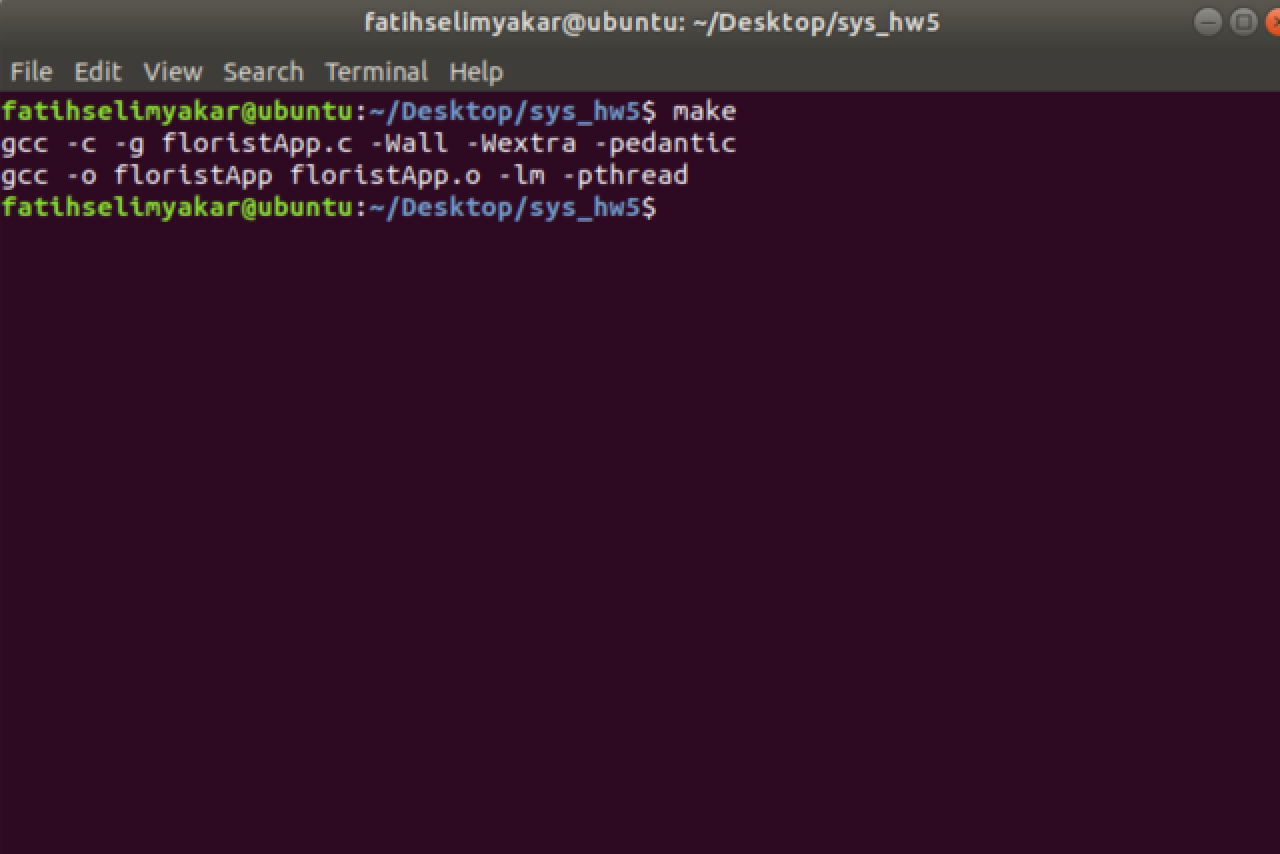 fatihselimyakar@ubuntu: ~/Desktop/sys_hw5
File Edit View Search Terminal Help
fatihselimyakar@ubuntu:~/Desktop/sys_hw5$ make
gcc -c -g floristApp.c -Wall -Wextra -pedantic
gcc -o floristApp floristApp.o -lm -pthread
fatihselimyakar@ubuntu:~/Desktop/sys_hw5$